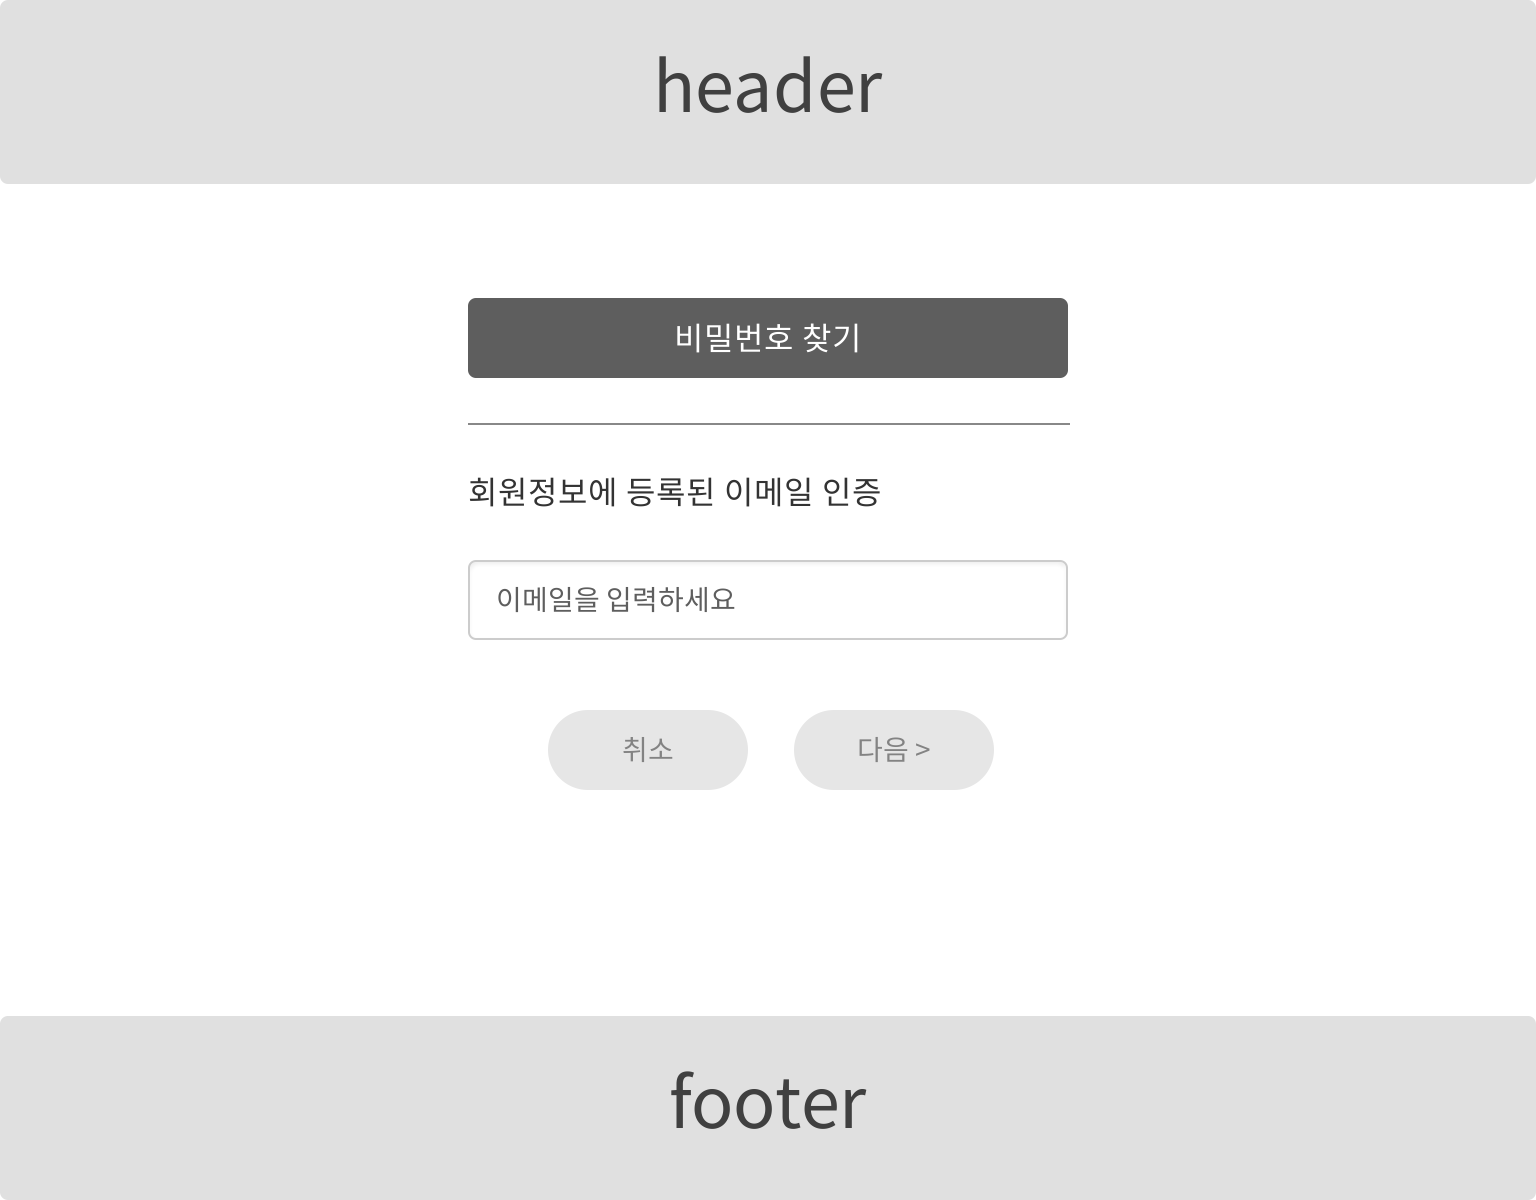 header
비밀번호 찾기
회원정보에 등록된 이메일 인증
이메일을 입력하세요
취소
다음 >
footer